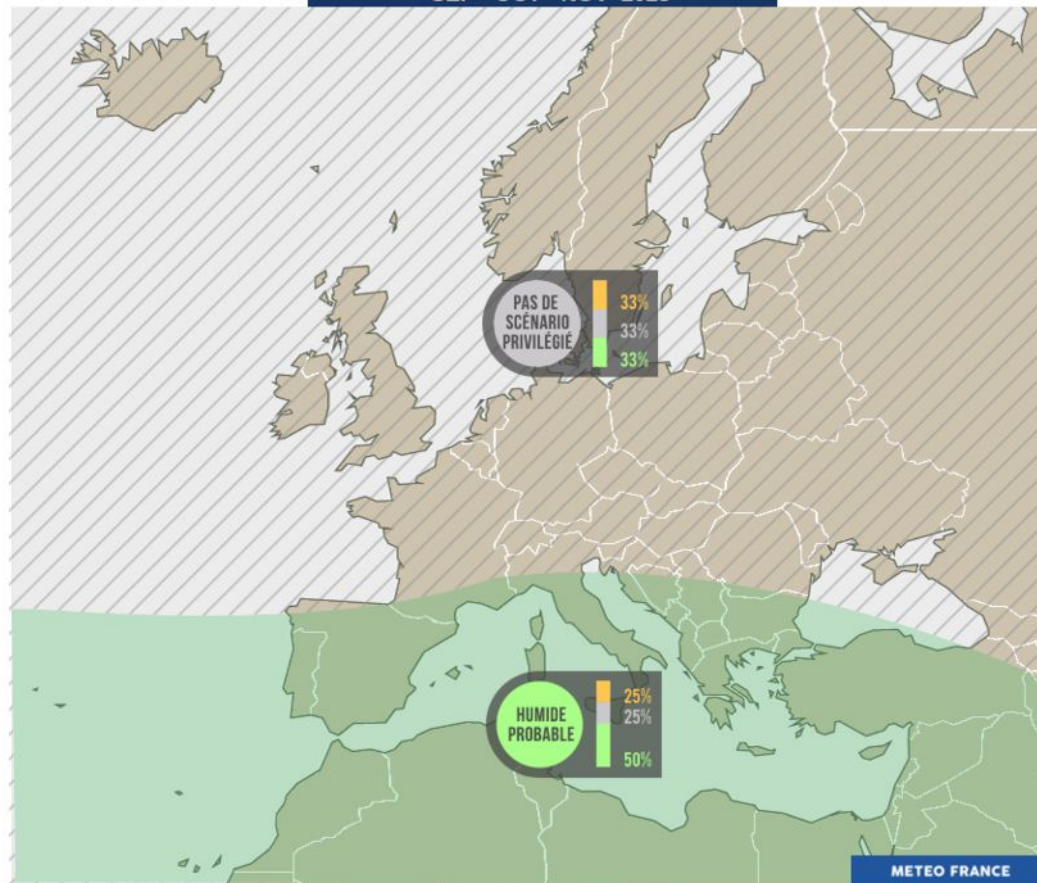 PAS DE
SCÉNARIO
PRIVILÉGIÉ
33%
33%
33%
HUMIDE
PROBABLE
25%
25%
50%
METEO FRANCE